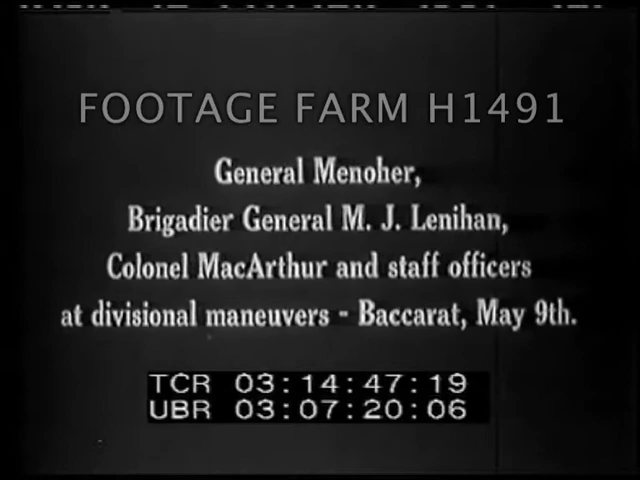 FOOTAGE FARM H1491
General Menoher,
Brigadier General M. J. Lenihan,
Colonel MacArthur and staff officers
at divisional maneuvers - Baccarat, May 9th.
TCR 03:14:47:19
UBR 03:07:20:06